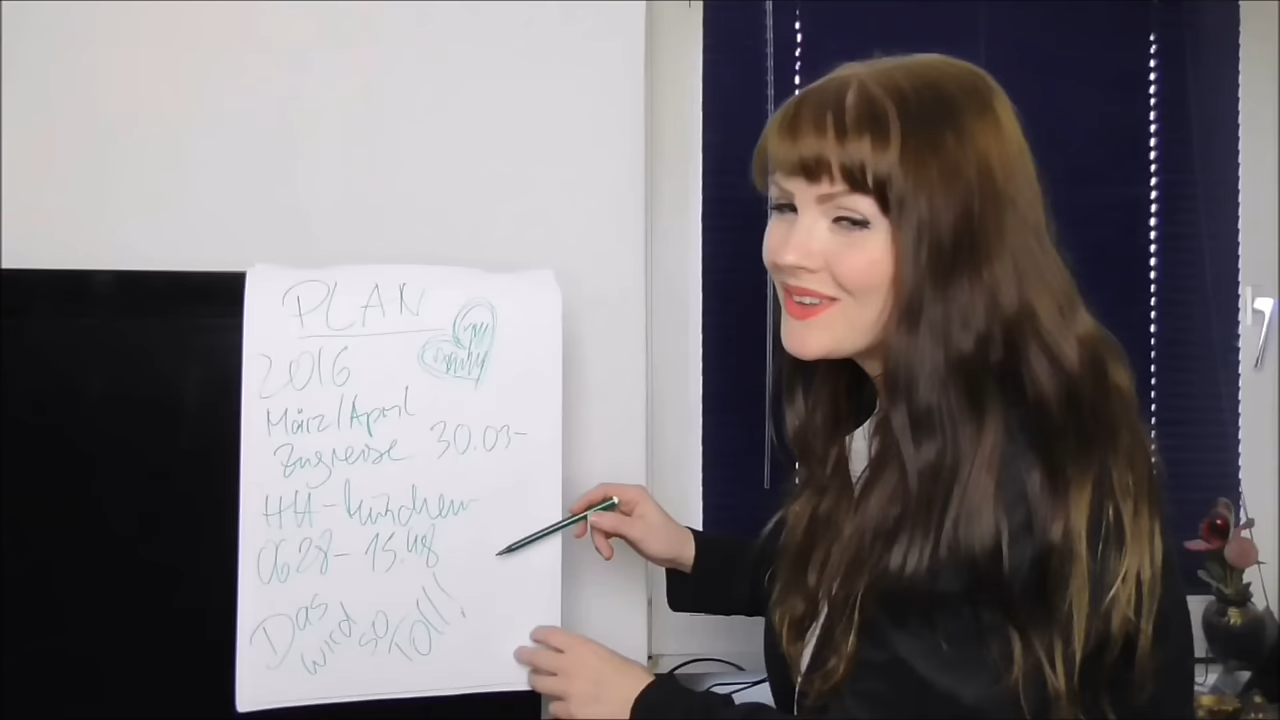 PLAN
2016
März/April
Zugreise 30.03-
HH-München
06 28 - 15.48
Das wird so Toll!